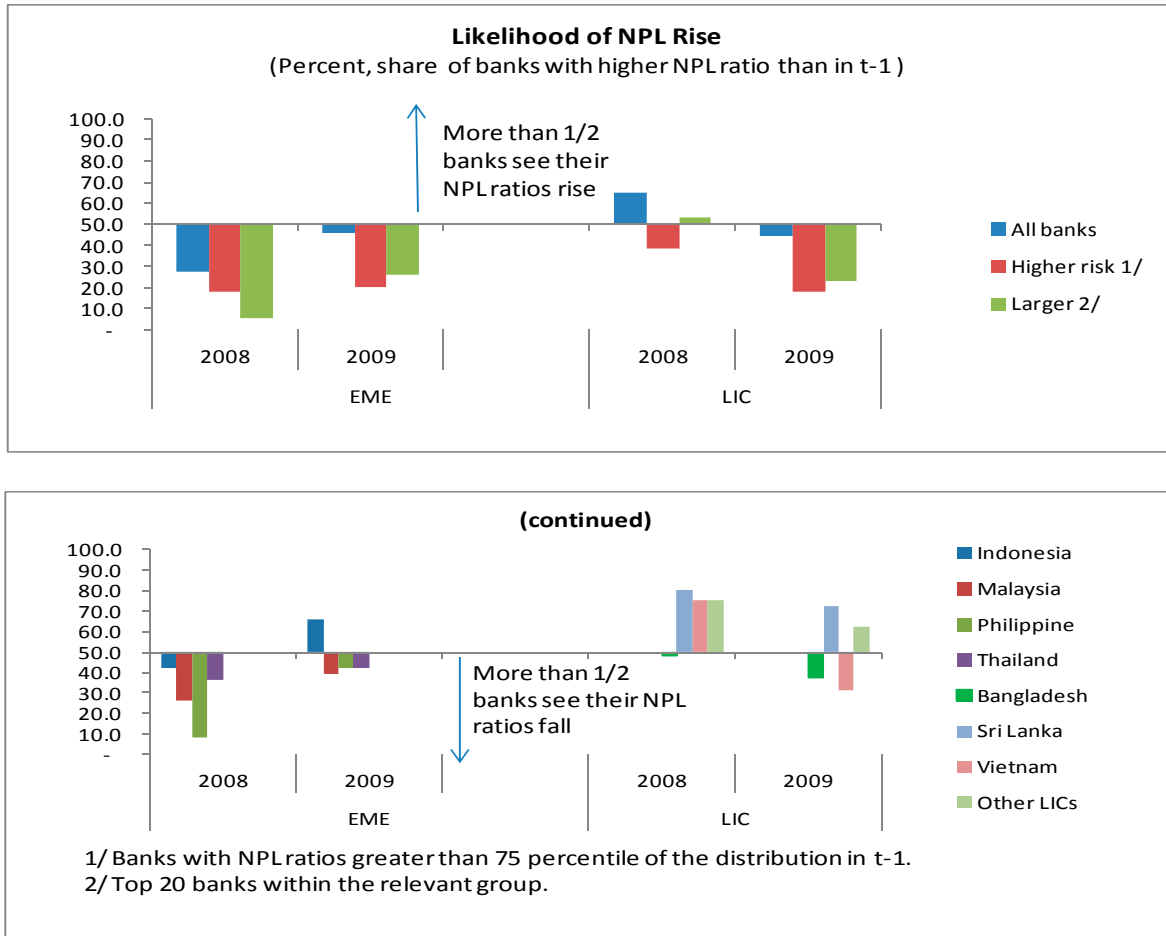 Likelihood of NPL Rise
(Percent, share of banks with higher NPL ratio than in t-1 )
100.0
90.0
80.0
70.0
60.0
50.0
40.0
30.0
20.0
10.0
-
More than 1/2
banks see their
NPL ratios rise
All banks
Higher risk 1/
Larger 2/
2008 2009 2008 2009
EME LIC
(continued)
100.0
90.0
80.0
70.0
60.0
50.0
40.0
30.0
20.0
10.0
-
More than 1/2
banks see their NPL
ratios fall
Indonesia
Malaysia
Philippine
Thailand
Bangladesh
Sri Lanka
Vietnam
Other LICs
2008 2009 2008 2009
EME LIC
1/ Banks with NPL ratios greater than 75 percentile of the distribution in t-1.
2/ Top 20 banks within the relevant group.